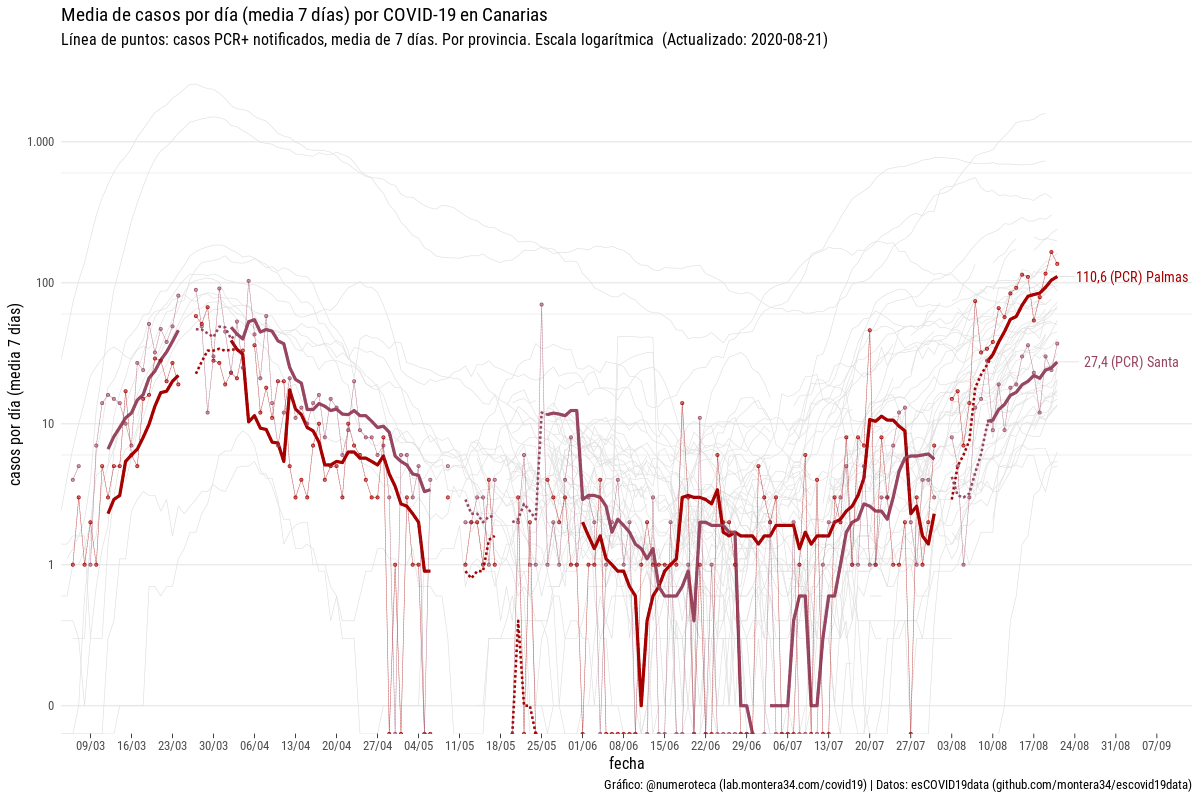 Media de casos por día (media 7 días) por COVID-19 en Canarias
Línea de puntos: casos PCR+ notificados, media de 7 días. Por provincia. Escala logarítmica (Actualizado: 2020-08-21)
casos por día (media 7 días)
1.000
100
10
1
0
110,6 (PCR) Palmas
27,4 (PCR) Santa
09/03 16/03 23/03 30/03 06/04 13/04 20/04 27/04 4/05 11/05 18/05 25/05 01/06 08/06 15/06 22/06 29/06 06/07 13/07 20/07 27/07 03/08 10/08 17/08 24/08 31/08 07/09
fecha
Gráfico: @numeroteca (lab.montera34.com/covid19) | Datos: esCOVID19data (github.com/montera34/escovid19data)